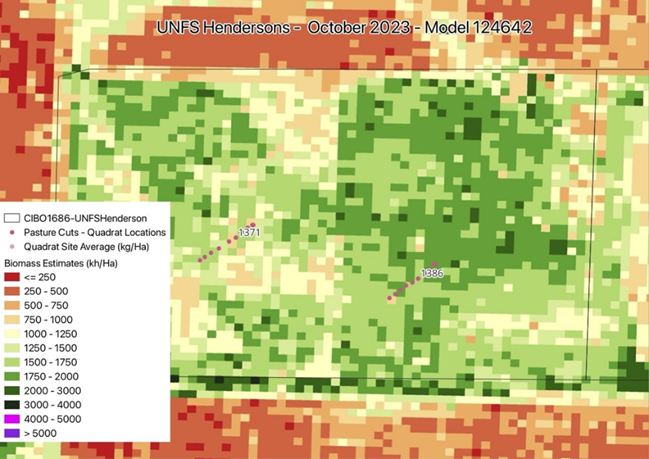 UNFS Hendersons - October 2023 - Model 124642
1371
1386
CIBO1686-UNFSHenderson
Pasture Cuts - Quadrat Locations
Quadrat Site Average (kg/Ha)
Biomass Estimates (kh/Ha)
<= 250
250 - 500
500 - 750
750 - 1000
1000 - 1250
1250 - 1500
1500 - 1750
1750 - 2000
2000 - 3000
3000 - 4000
4000 - 5000
> 5000